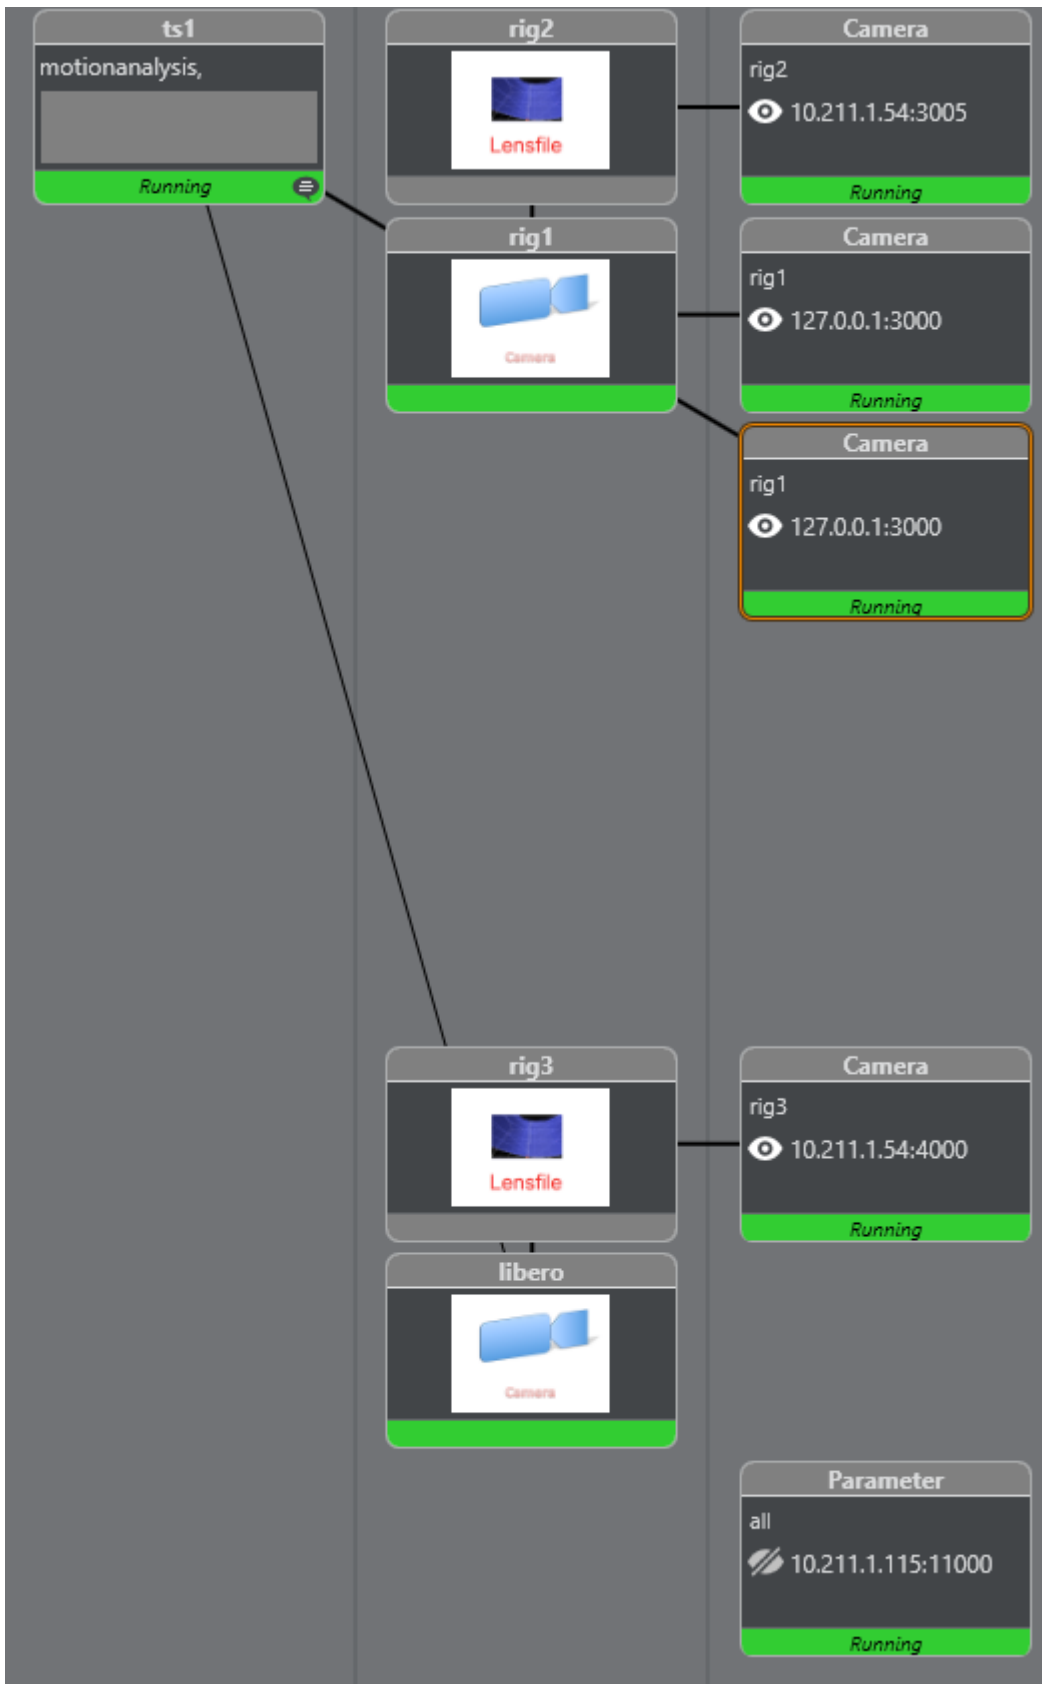 ts1
motionanalysis,
Running
rig2
Lensfile
rig1
Camera
rig3
Lensfile
libero
Camera
Camera
rig2
10.211.1.54:3005
Running
Camera
rig1
127.0.0.1:3000
Running
Camera
rig1
127.0.0.1:3000
Running
Camera
rig3
10.211.1.54:4000
Running
Parameter
all
10.211.1.115:11000
Running